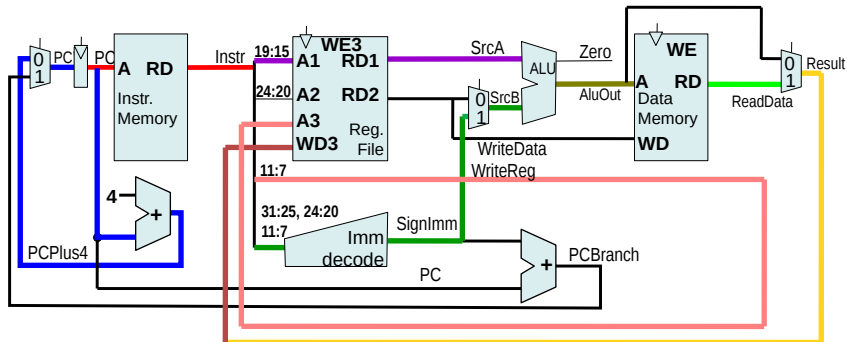 0
1
PC
PC
A RD
Instr.
Memory
Instr
19:15
24:20
WE3
A1 RD1
A2 RD2
A3
WD3
Reg.
File
SrcA
0
1
SrcB
ALU
Zero
AluOut
WE
A RD
Data
Memory
WD
ReadData
0
1
Result
WriteData
WriteReg
11:7
4
+
PCPlus4
31:25, 24:20
11:7
Imm
decode
SignImm
+
PCBranch
PC